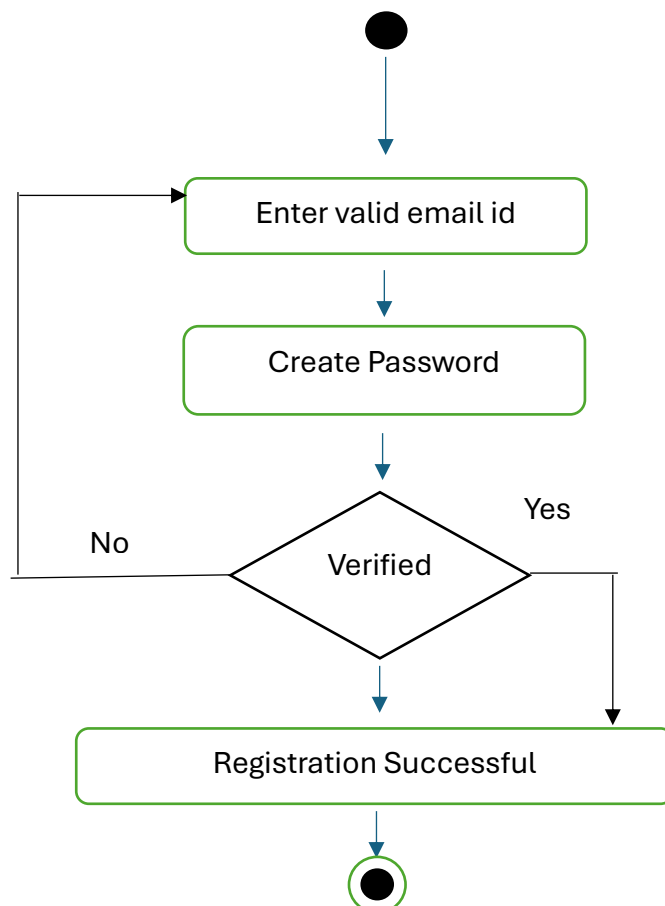 Enter valid email id
Create Password
Yes
No
Verified
Registration Successful